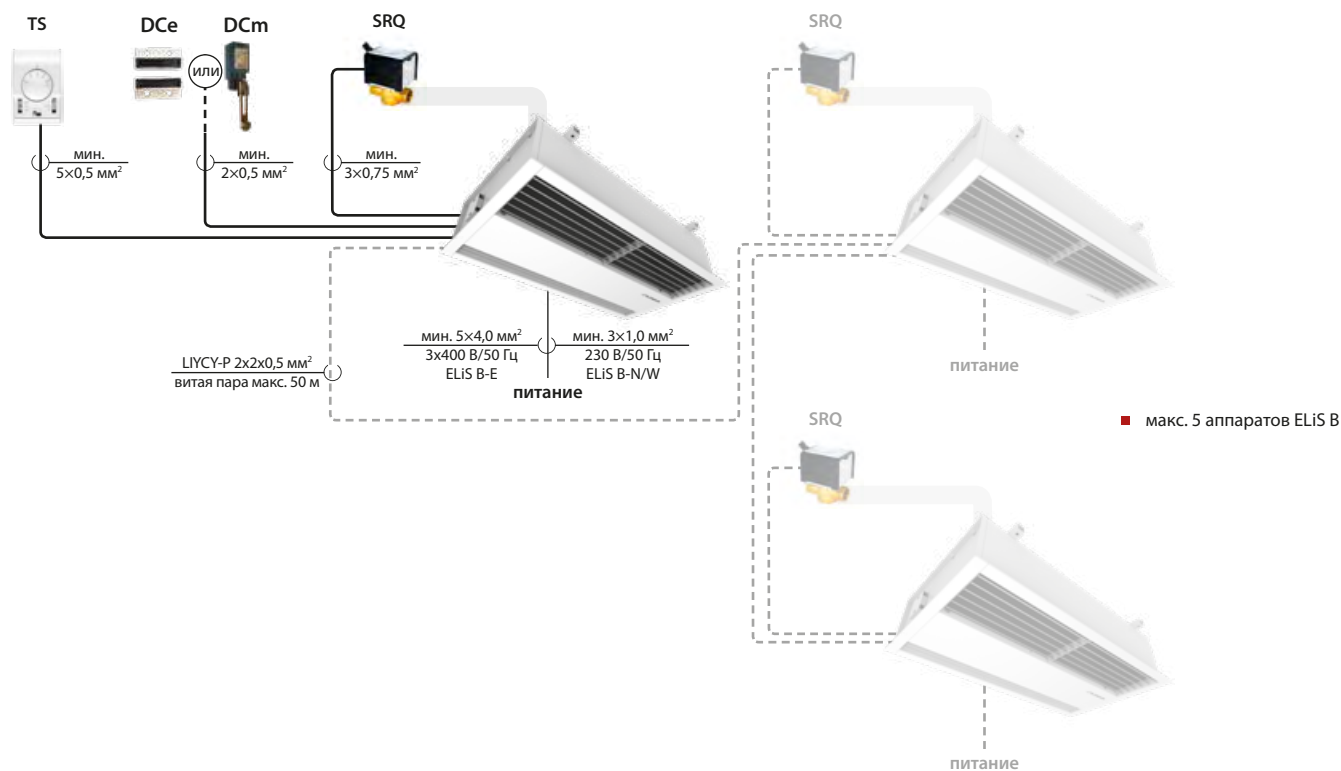 TS
DCe
DCm
SRQ
SRQ
или
мин.
5×0,5 мм²
мин.
2×0,5 мм²
мин.
3×0,75 мм²
мин. 5×4,0 мм²
3x400 В/50 Гц
ELiS B-E
мин. 3×1,0 мм²
230 В/50 Гц
ELiS B-N/W
питание
LIYCY-P 2x2x0,5 мм²
витая пара макс. 50 м
питание
SRQ
макс. 5 аппаратов ELiS B
питание